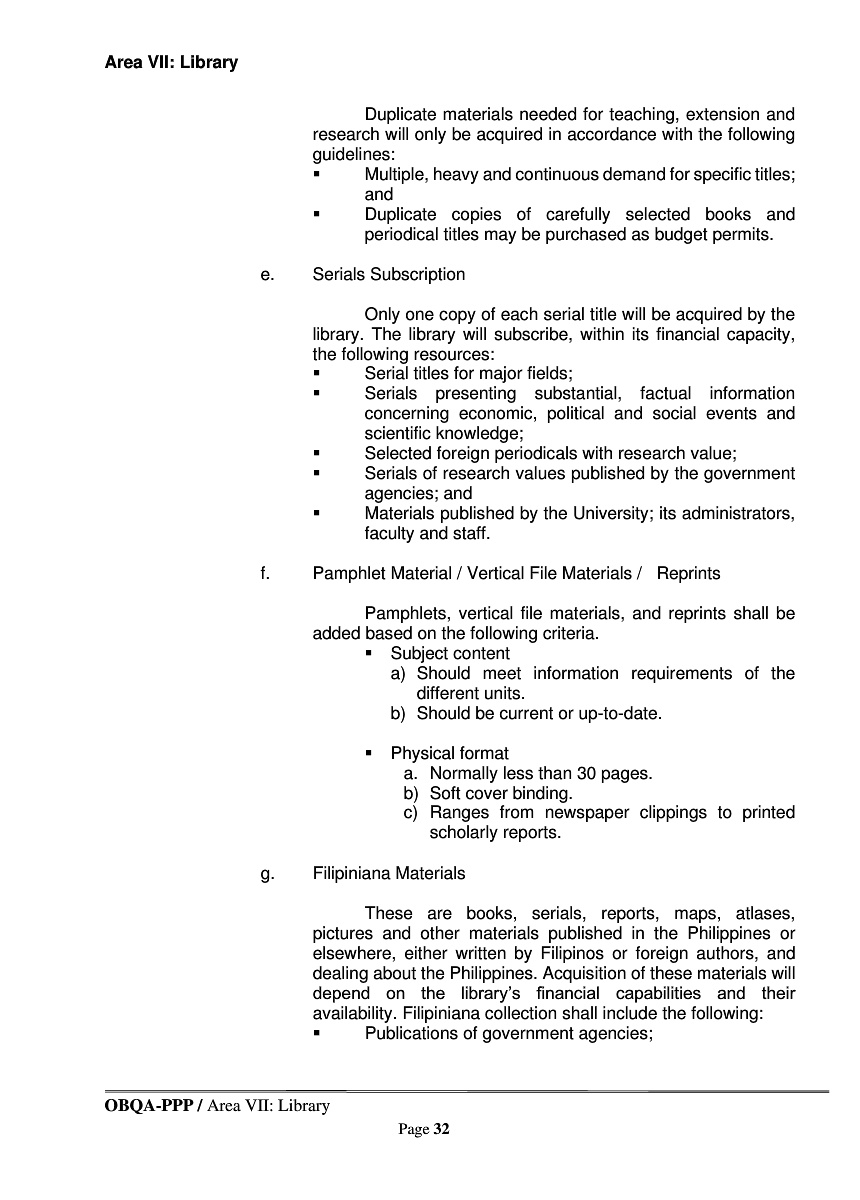 Area VII: Library
Duplicate materials needed for teaching, extension and
research will only be acquired in accordance with the following
guidelines:
▪ Multiple, heavy and continuous demand for specific titles;
and
▪ Duplicate copies of carefully selected books and
periodical titles may be purchased as budget permits.
e. Serials Subscription
Only one copy of each serial title will be acquired by the
library. The library will subscribe, within its financial capacity,
the following resources:
▪ Serial titles for major fields;
▪ Serials presenting substantial, factual information
concerning economic, political and social events and
scientific knowledge;
▪ Selected foreign periodicals with research value;
▪ Serials of research values published by the government
agencies; and
▪ Materials published by the University; its administrators,
faculty and staff.
f. Pamphlet Material / Vertical File Materials / Reprints
Pamphlets, vertical file materials, and reprints shall be
added based on the following criteria.
▪ Subject content
a) Should meet information requirements of the
different units.
b) Should be current or up-to-date.
▪ Physical format
a. Normally less than 30 pages.
b) Soft cover binding.
c) Ranges from newspaper clippings to printed
scholarly reports.
g. Filipiniana Materials
These are books, serials, reports, maps, atlases,
pictures and other materials published in the Philippines or
elsewhere, either written by Filipinos or foreign authors, and
dealing about the Philippines. Acquisition of these materials will
depend on the library's financial capabilities and their
availability. Filipiniana collection shall include the following:
▪ Publications of government agencies;
OBQA-PPP / Area VII: Library
Page 32